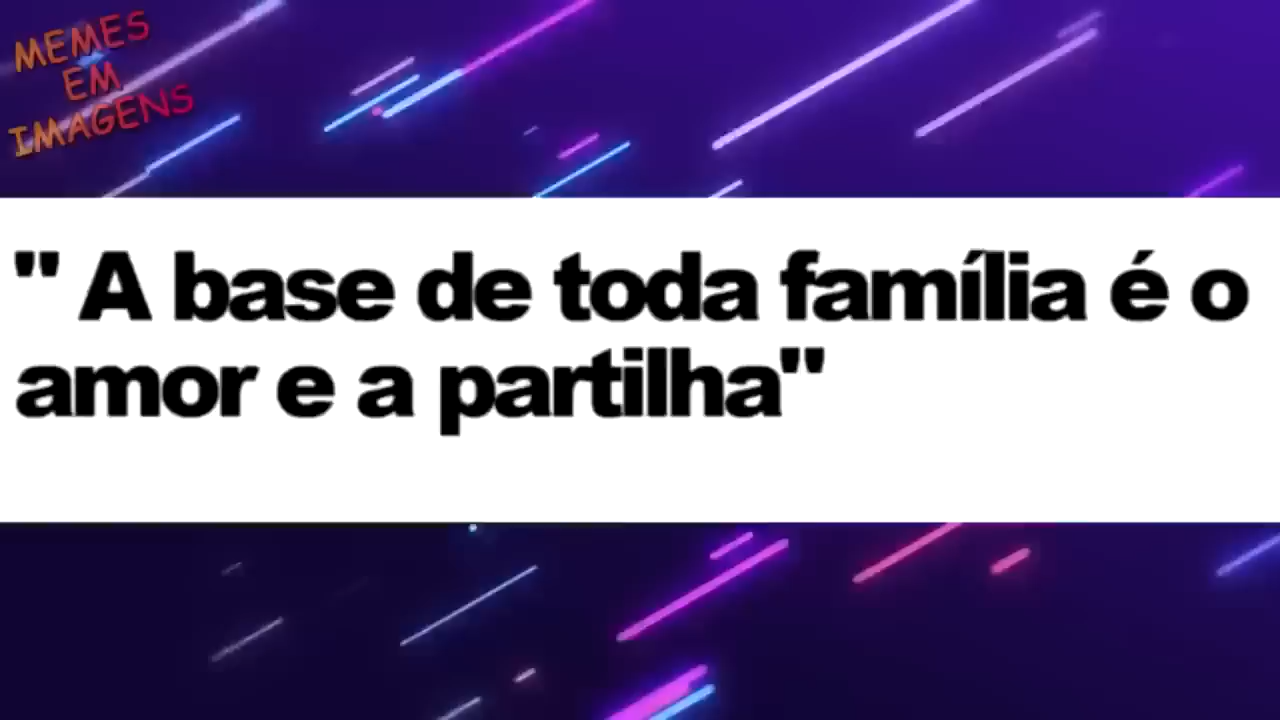 MEMES
EM
IMAGENS
" A base de toda família é o
amor e a partilha"